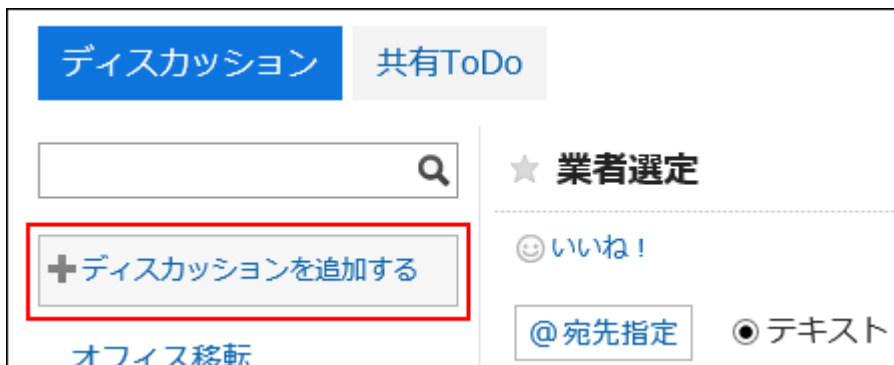 ディスカッション 共有ToDo
業者選定
ディスカッションを追加する
いいね！
@宛先指定 テキスト
オフィス移転